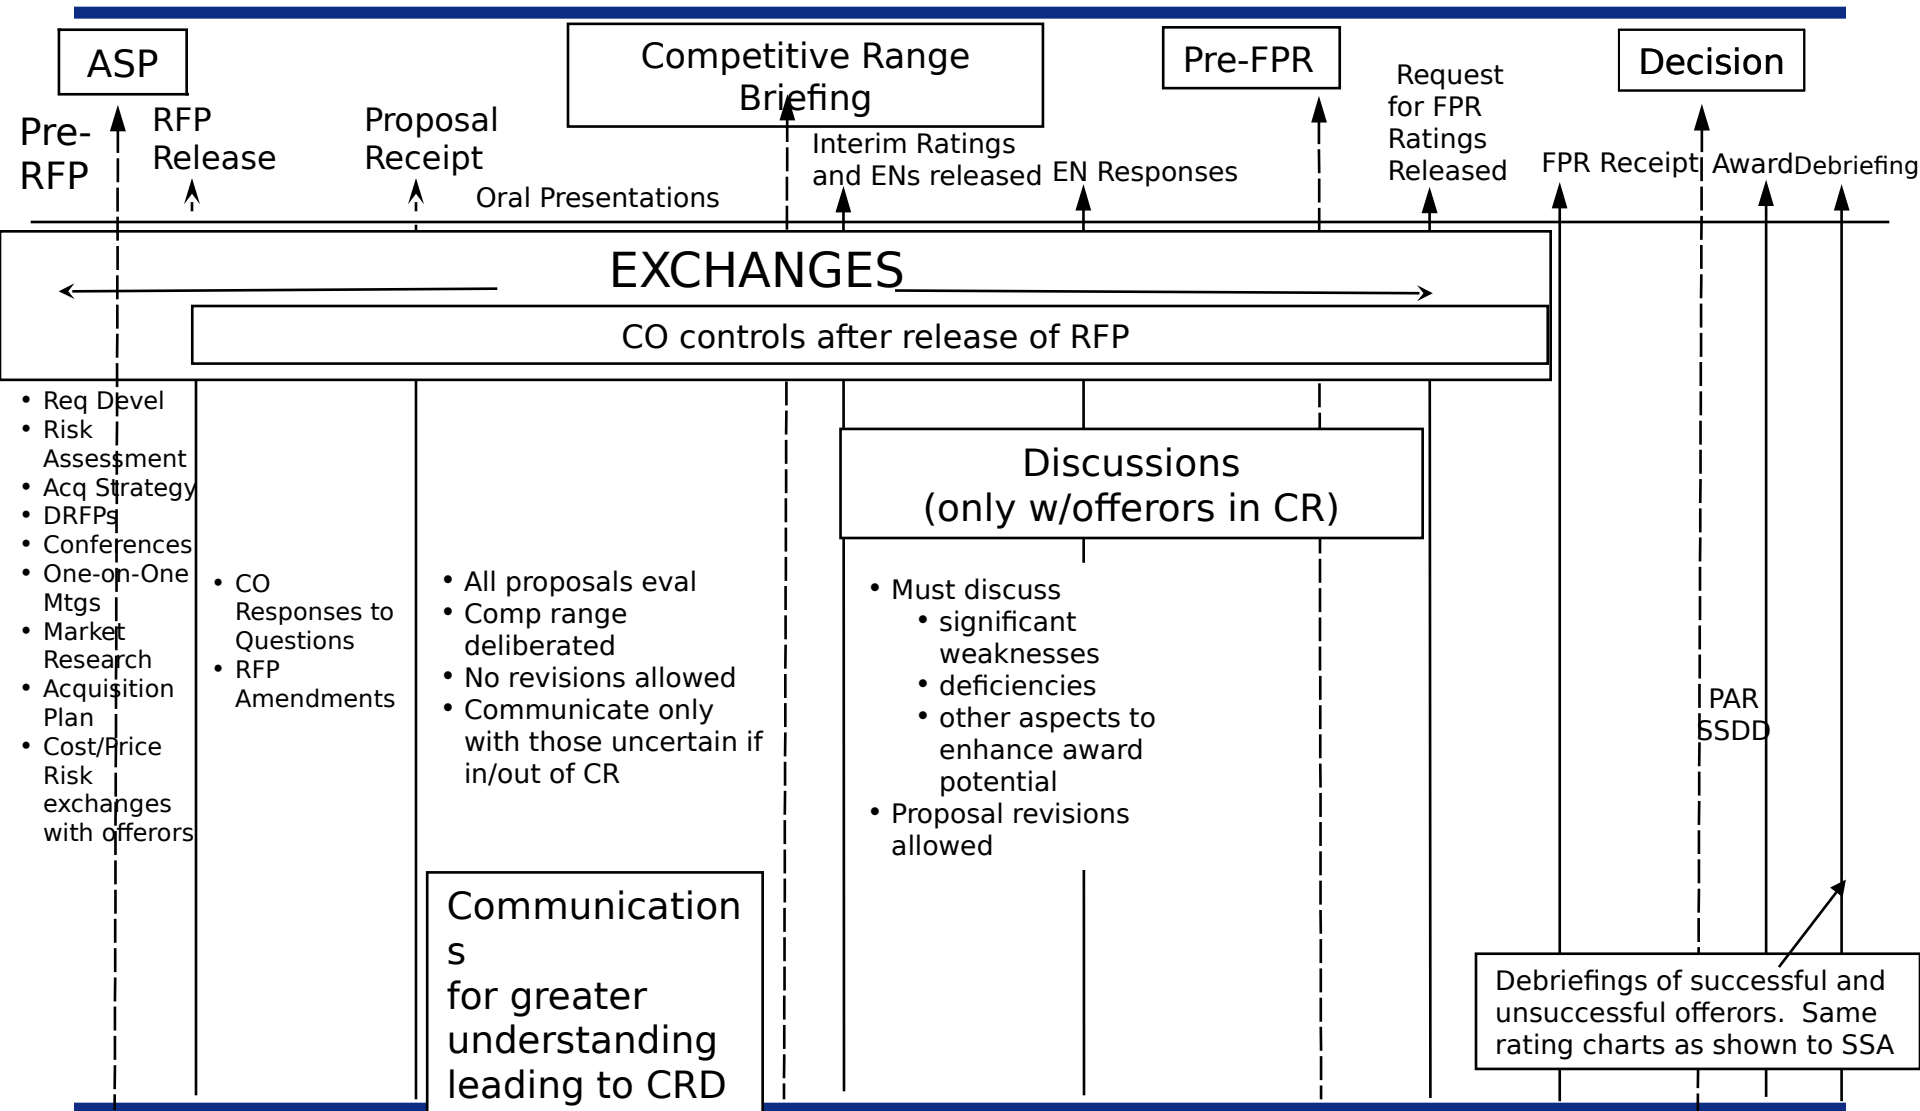 ASP
Competitive Range
Briefing
Pre-FPR
Decision
Pre-
RFP
RFP
Release
Proposal
Receipt
Oral Presentations
Interim Ratings
and ENs released
EN Responses
Request
for FPR
Ratings
Released
FPR Receipt
Award
Debriefing
EXCHANGES
CO controls after release of RFP
• Req Devel
• Risk
Assessment
• Acq Strategy
• DRFPs
• Conferences
• One-on-One
Mtgs
• Market
Research
• Acquisition
Plan
• Cost/Price
Risk
exchanges
with offerors
• CO
Responses to
Questions
• RFP
Amendments
• All proposals eval
• Comp range
deliberated
• No revisions allowed
• Communicate only
with those uncertain if
in/out of CR
Communication
s
for greater
understanding
leading to CRD
Discussions
(only w/offerors in CR)
• Must discuss
• significant
weaknesses
• deficiencies
• other aspects to
enhance award
potential
• Proposal revisions
allowed
PAR
SSDD
Debriefings of successful and
unsuccessful offerors.  Same
rating charts as shown to SSA